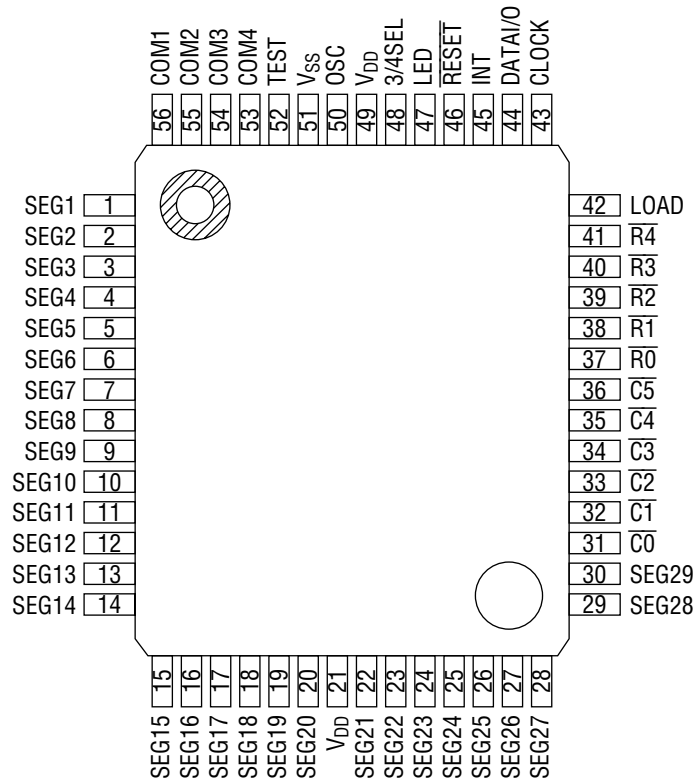 COM1 COM2 COM3 COM4 TEST VSS OSC VDD 3/4SEL LED RESET INT DATAI/O CLOCK
56 55 54 53 52 51 50 49 48 47 46 45 44 43
SEG1 1 42 LOAD
SEG2 2 41 R4
SEG3 3 40 R3
SEG4 4 39 R2
SEG5 5 38 R1
SEG6 6 37 R0
SEG7 7 36 C5
SEG8 8 35 C4
SEG9 9 34 C3
SEG10 10 33 C2
SEG11 11 32 C1
SEG12 12 31 C0
SEG13 13 30 SEG29
SEG14 14 29 SEG28
15 16 17 18 19 20 21 22 23 24 25 26 27 28
SEG15 SEG16 SEG17 SEG18 SEG19 SEG20 VDD SEG21 SEG22 SEG23 SEG24 SEG25 SEG26 SEG27